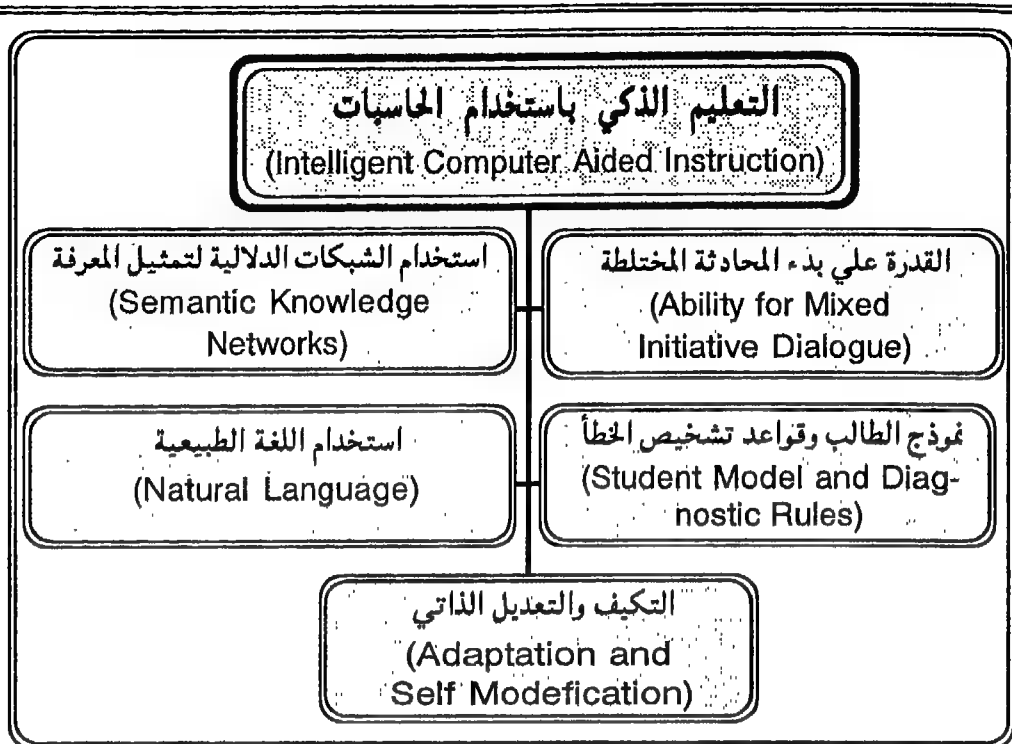 التعليم الذكي باستخدام الحاسبات
(Intelligent Computer Aided Instruction)
القدرة علي بدء المحادثة المختلطة
(Ability for Mixed
Initiative Dialogue)
استخدام الشبكات الدلالية لتمثيل المعرفة
(Semantic Knowledge
Networks)
نموذج الطالب وقواعد تشخيص الخطأ
(Student Model and Diag-
nostic Rules)
استخدام اللغة الطبيعية
(Natural Language)
التكيف والتعديل الذاتي
(Adaptation and
Self Modefication)